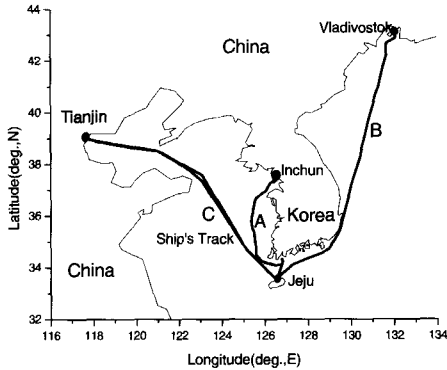 44
42
40
38
36
34
32
Latitude(deg.,N)
116
118
120
122
124
126
128
130
132
134
Longitude(deg.,E)
Vladivostok
China
Tianjin
B
Inchun
C
A
Korea
Ship's Track
China
Jeju